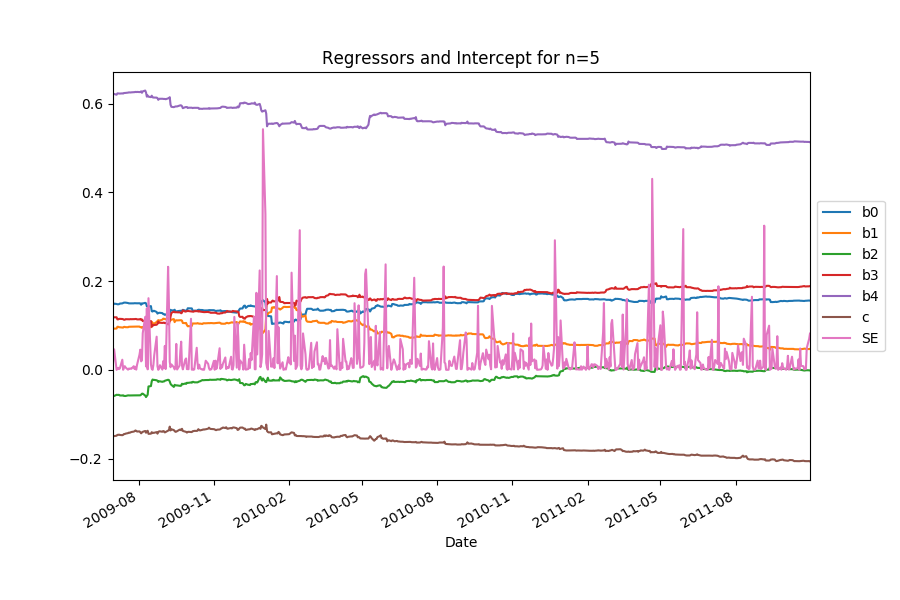 Regressors and Intercept for n=5
0.6
0.4
0.2
0.0
−0.2
2009-08
2009-11
2010-02
2010-05
2010-08
2010-11
2011-02
2011-05
2011-08
Date
b0
b1
b2
b3
b4
c
SE